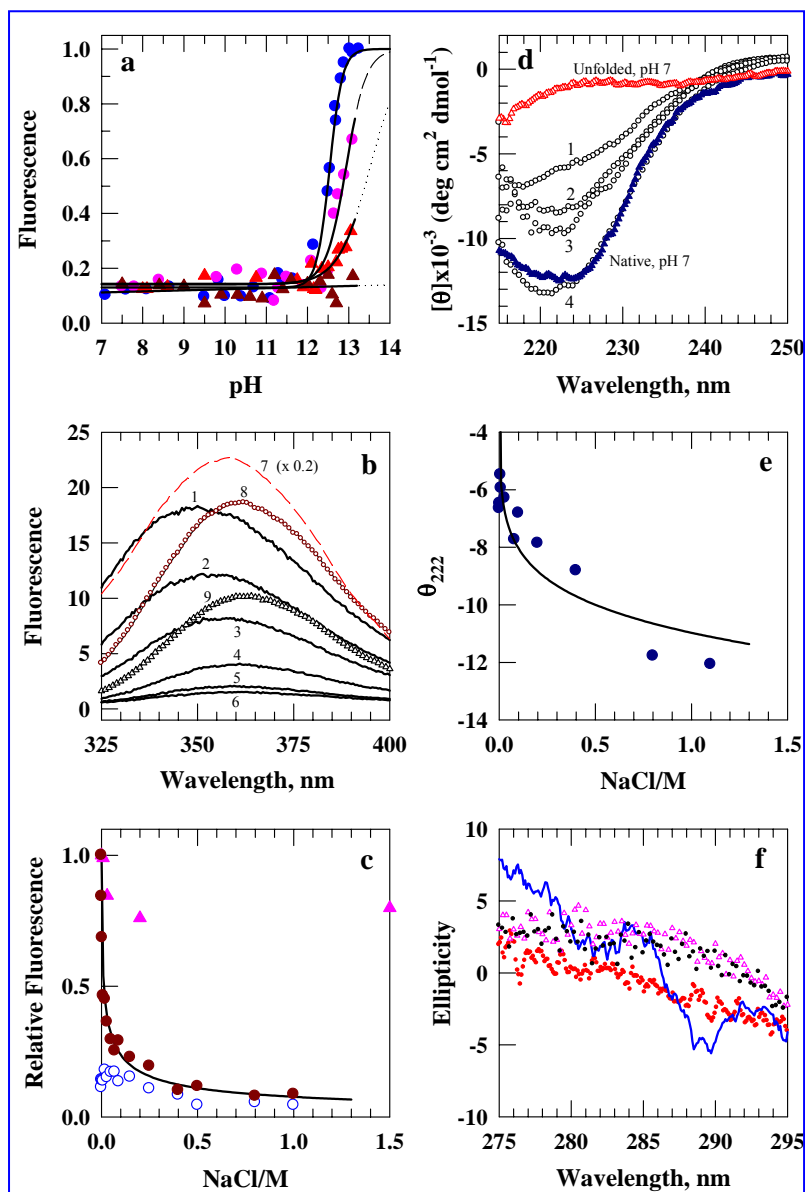 a
Fluorescence
1.0
0.8
0.6
0.4
0.2
0.0
7 8 9 10 11 12 13 14
pH
d
Unfolded, pH 7
1
2
3
Native, pH 7
4
[θ]x10⁻³ (deg cm² dmol⁻¹)
0
-5
-10
-15
220 230 240 250
Wavelength, nm
b
7 (x 0.2)
8
1
2
9
3
4
5
6
Fluorescence
25
20
15
10
5
0
325 350 375 400
Wavelength, nm
e
θ₂₂₂
-4
-6
-8
-10
-12
-14
0.0 0.5 1.0 1.5
NaCl/M
c
Relative Fluorescence
1.0
0.5
0.0
0.0 0.5 1.0 1.5
NaCl/M
f
Ellipticity
10
5
0
-5
-10
275 280 285 290 295
Wavelength, nm